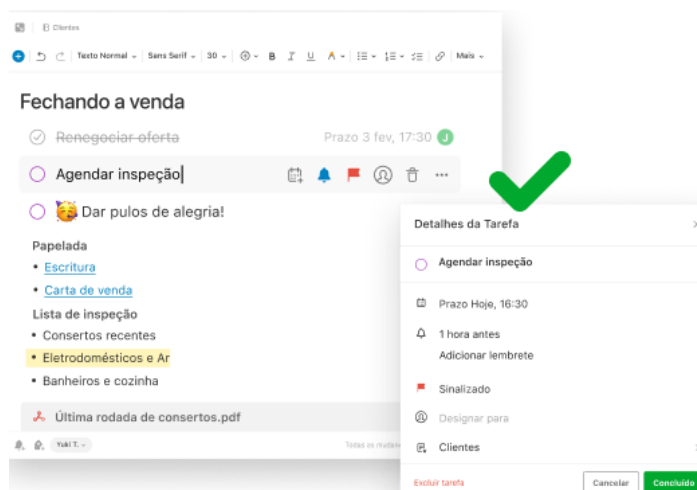 Clientes
Texto Normal Sans Serif 30 B I U A Mais
Fechando a venda
Renegociar oferta Prazo 3 fev, 17:30 J
Agendar inspeção
Dar pulos de alegria!
Papelada
• Escritura
• Carta de venda
Lista de inspeção
• Consertos recentes
• Eletrodomésticos e Ar
• Banheiros e cozinha
Última rodada de consertos.pdf
Yuki T. Todas as
Detalhes da Tarefa
Agendar inspeção
Prazo Hoje, 16:30
1 hora antes
Adicionar lembrete
Sinalizado
Designar para
Clientes
Excluir tarefa Cancelar Concluído